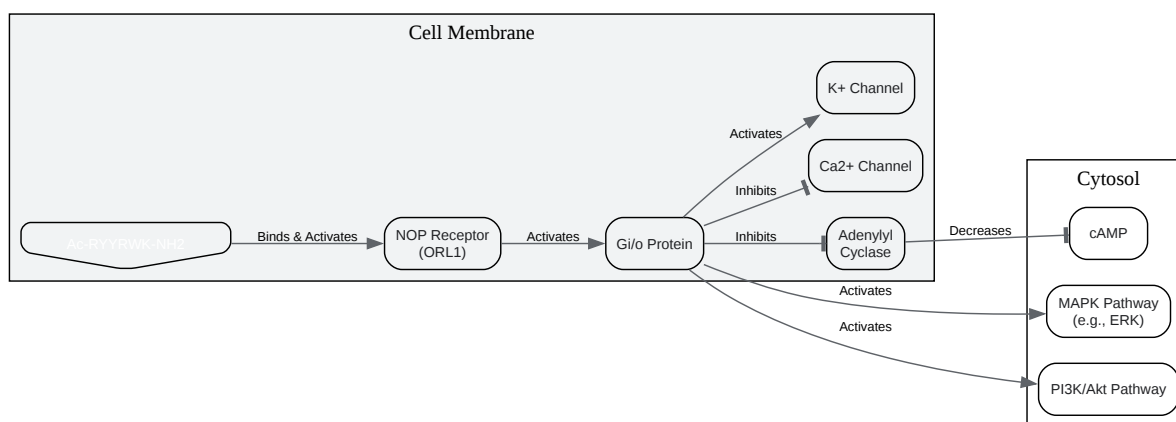 Cell Membrane
K+ Channel
Activates
Ca2+ Channel
Inhibits
Cytosol
Ac-RYYRWK-NH2
Binds & Activates
NOP Receptor
(ORL1)
Activates
Gi/o Protein
Inhibits
Adenylyl
Cyclase
Decreases
cAMP
Activates
MAPK Pathway
(e.g., ERK)
Activates
PI3K/Akt Pathway